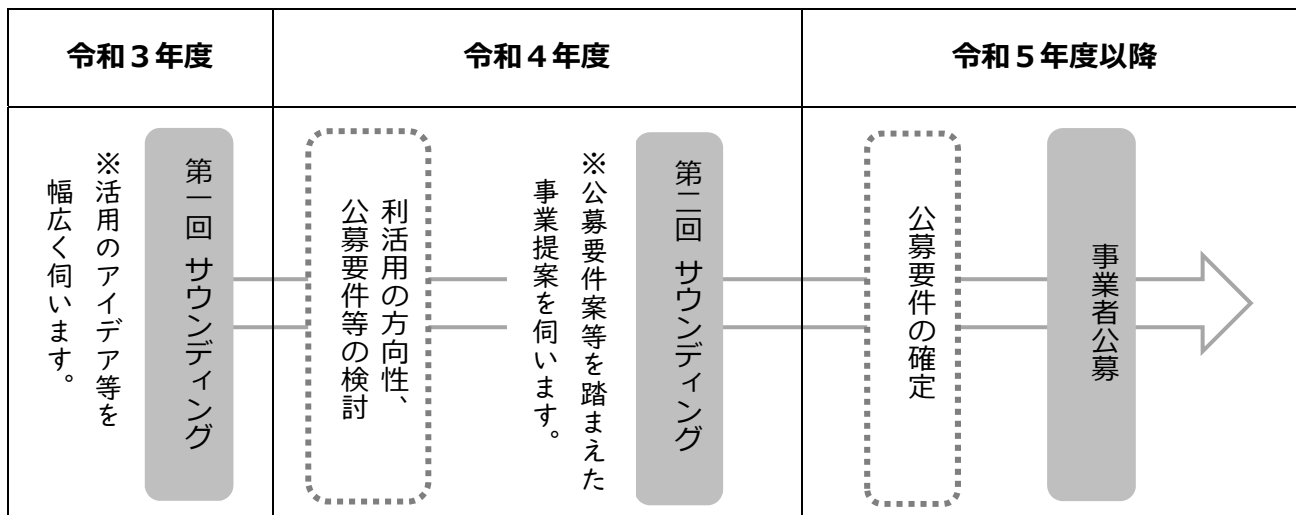 令和３年度
令和４年度
令和５年度以降
第一回 サウンディング
※活用のアイデア等を
幅広く伺います。
利活用の方向性、
公募要件等の検討
第二回 サウンディング
※公募要件案等を踏まえた
事業提案を伺います。
公募要件の確定
事業者公募